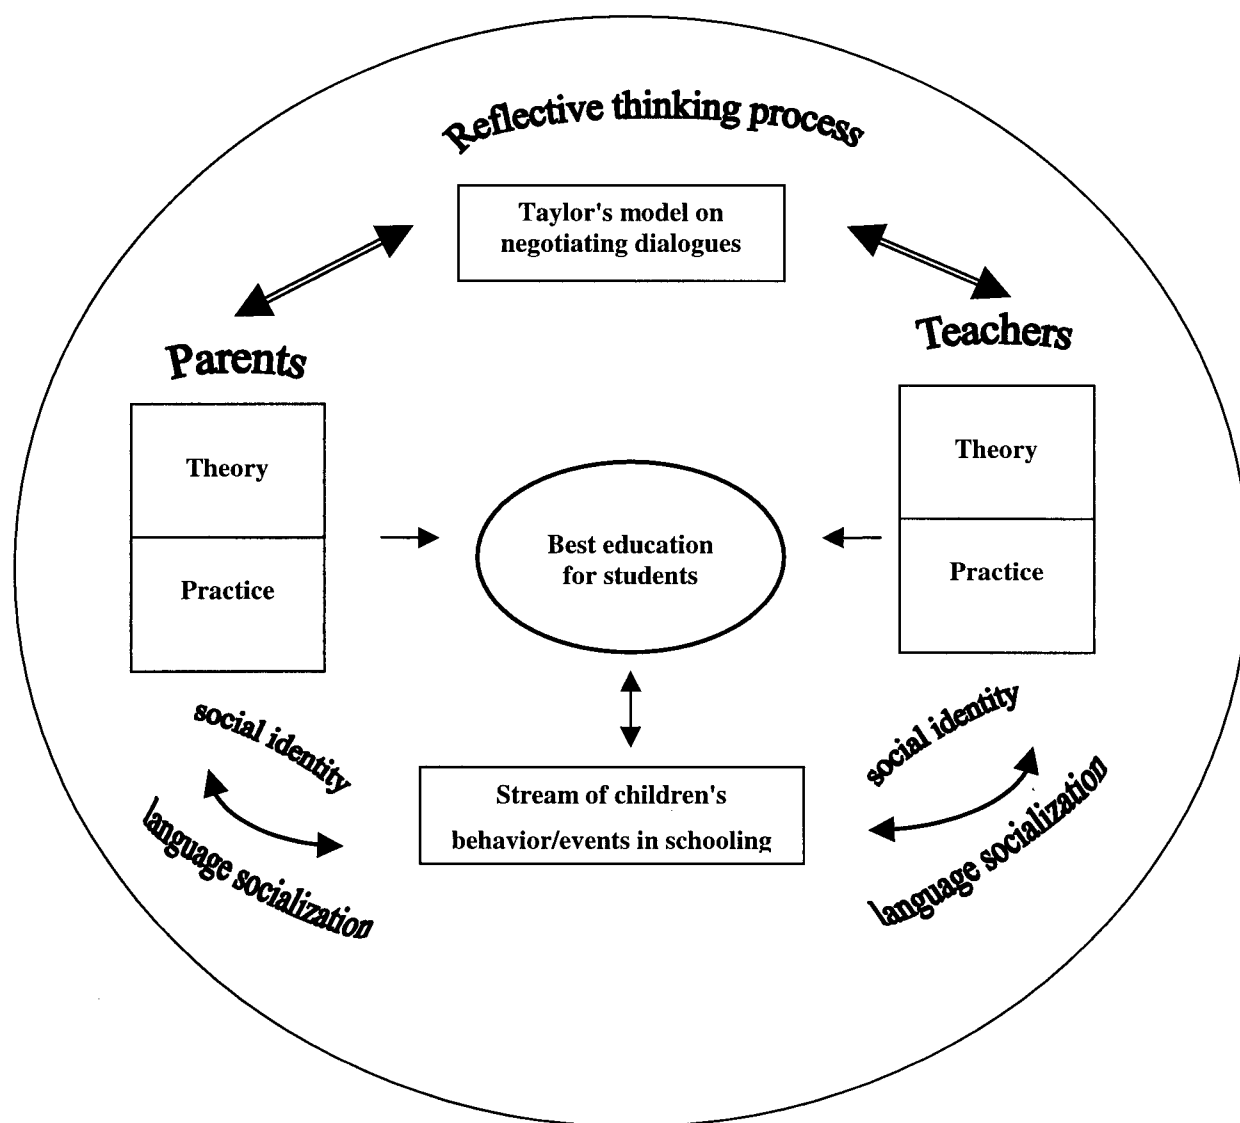 Reflective thinking process
Taylor's model on
negotiating dialogues
Parents
Teachers
Theory
Practice
Theory
Practice
Best education
for students
social identity
language socialization
Stream of children's
behavior/events in schooling
social identity
language socialization